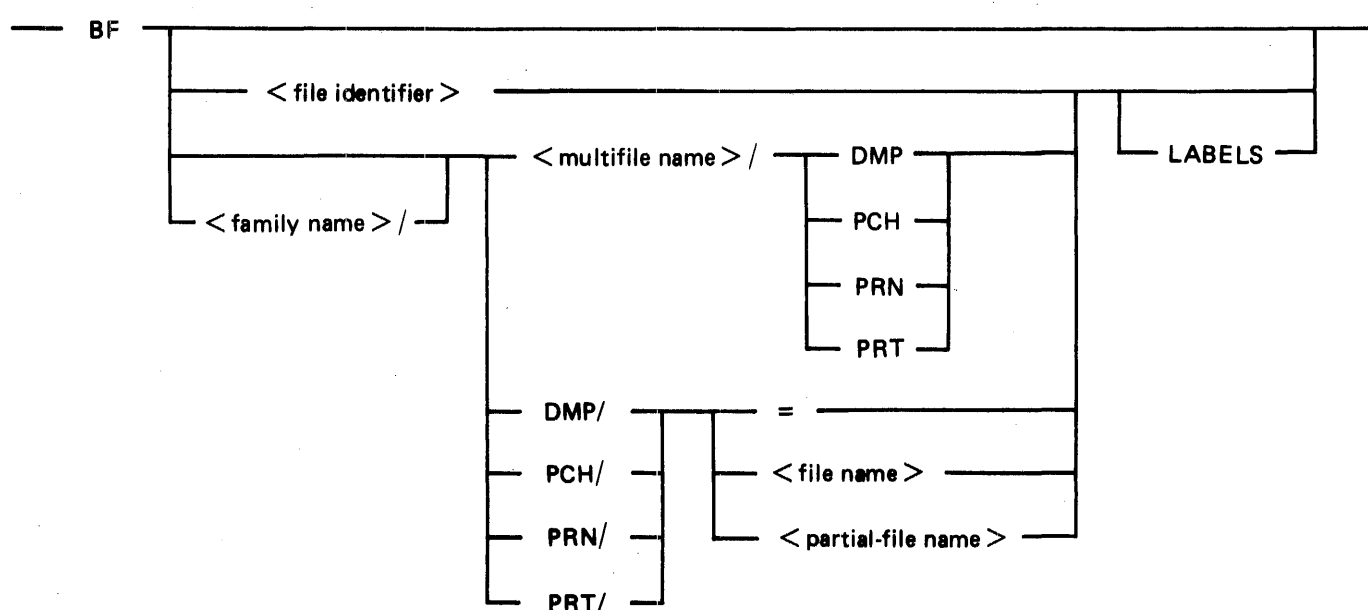 BF
< file identifier >
< multifile name > / DMP
LABELS
< family name > / PCH
PRN
PRT
DMP/ =
PCH/ < file name >
PRN/ < partial-file name >
PRT/